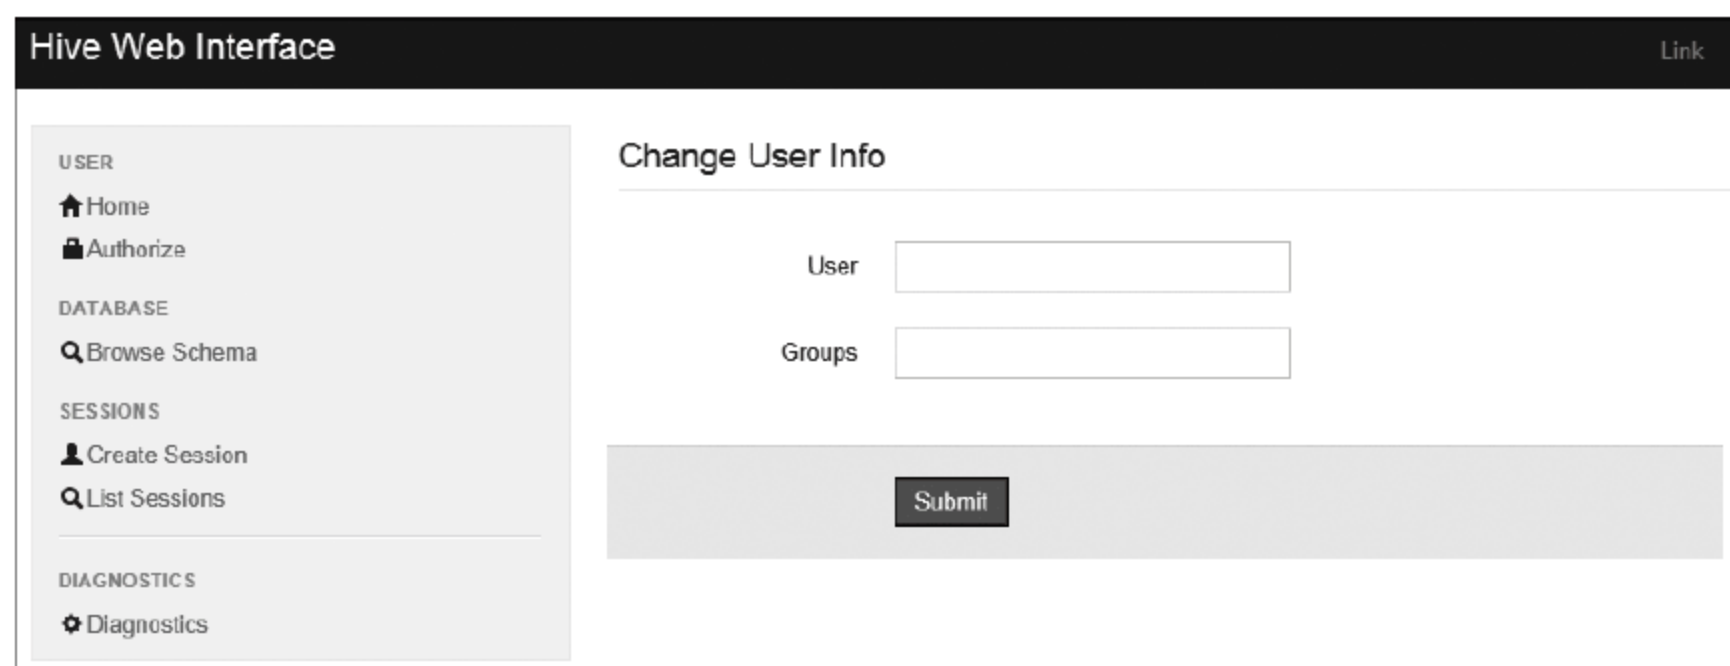 Hive Web Interface
Link
USER
Home
Authorize
DATABASE
Browse Schema
SESSIONS
Create Session
List Sessions
DIAGNOSTICS
Diagnostics
Change User Info
User
Groups
Submit